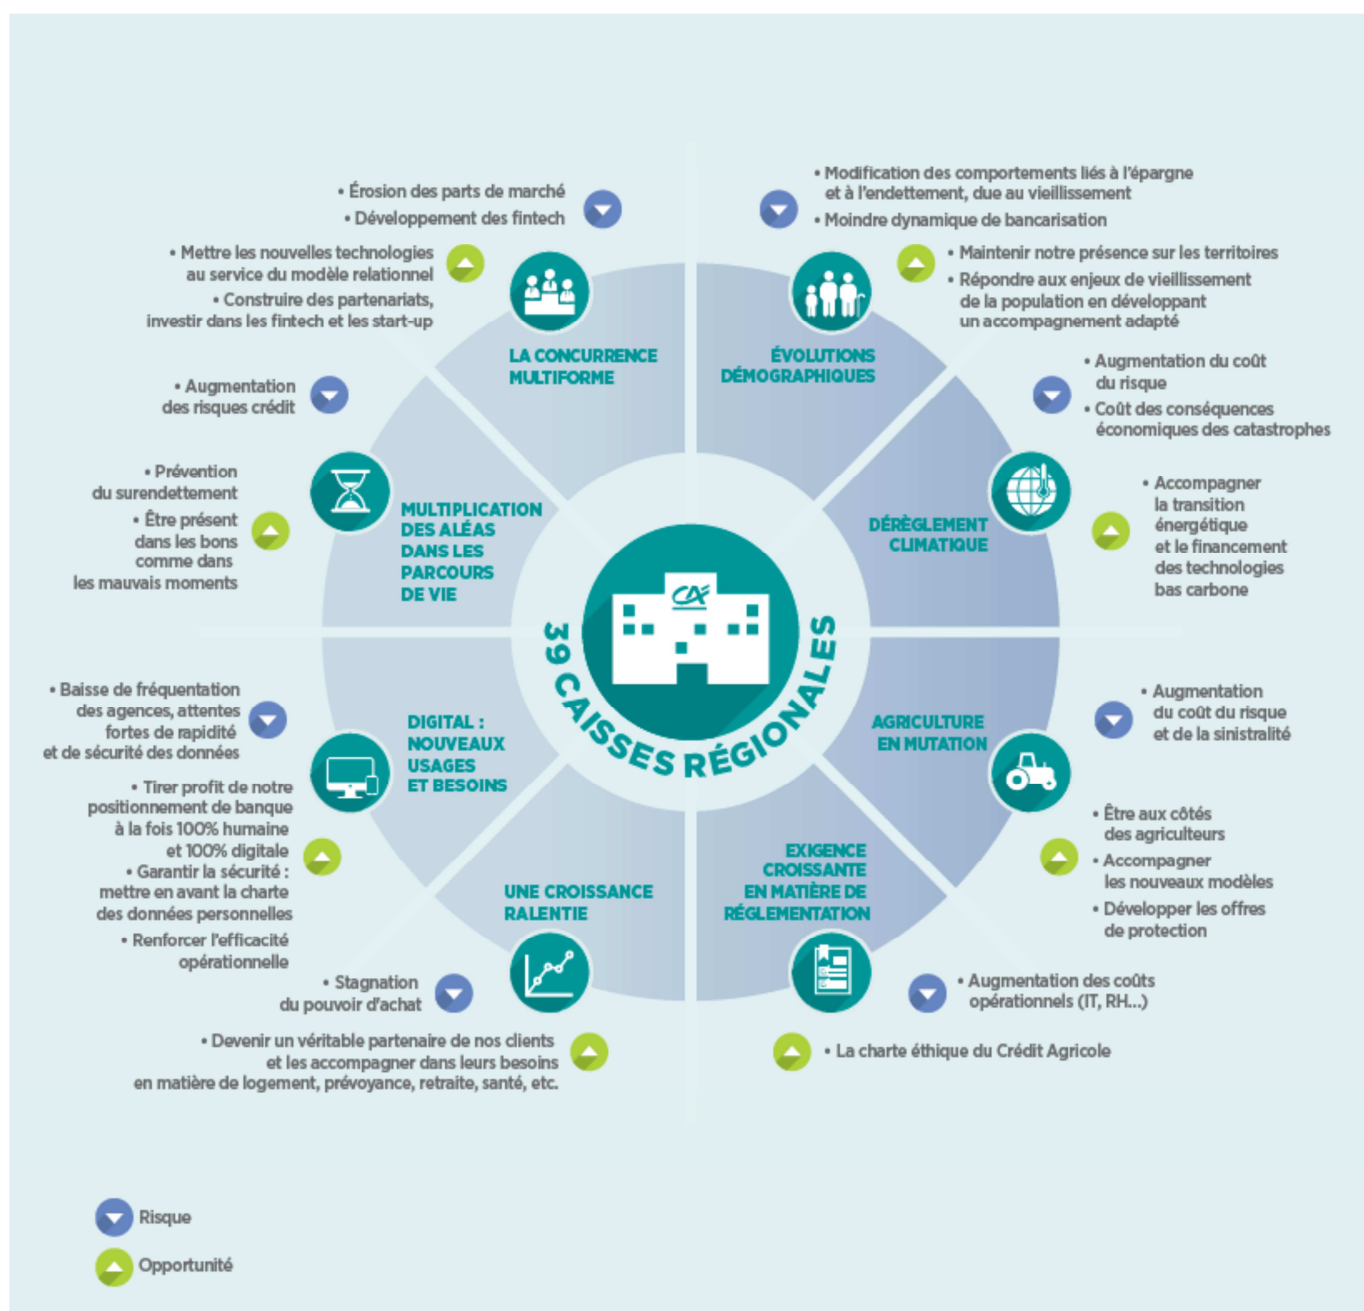 • Érosion des parts de marché
• Développement des fintech
• Mettre les nouvelles technologies
au service du modèle relationnel
• Construire des partenariats,
investir dans les fintech et les start-up
LA CONCURRENCE
MULTIFORME
• Modification des comportements liés à l'épargne
et à l'endettement, due au vieillissement
• Moindre dynamique de bancarisation
• Maintenir notre présence sur les territoires
• Répondre aux enjeux de vieillissement
de la population en développant
un accompagnement adapté
ÉVOLUTIONS
DÉMOGRAPHIQUES
• Augmentation du coût
du risque
• Coût des conséquences
économiques des catastrophes
• Accompagner
la transition
énergétique
et le financement
des technologies
bas carbone
DÉRÈGLEMENT
CLIMATIQUE
• Augmentation
du coût du risque
et de la sinistralité
• Être aux côtés
des agriculteurs
• Accompagner
les nouveaux modèles
• Développer les offres
de protection
AGRICULTURE
EN MUTATION
EXIGENCE
CROISSANTE
EN MATIÈRE DE
RÉGLEMENTATION
• Augmentation des coûts
opérationnels (IT, RH...)
• La charte éthique du Crédit Agricole
UNE CROISSANCE
RALENTIE
• Stagnation
du pouvoir d'achat
• Devenir un véritable partenaire de nos clients
et les accompagner dans leurs besoins
en matière de logement, prévoyance, retraite, santé, etc.
• Baisse de fréquentation
des agences, attentes
fortes de rapidité
et de sécurité des données
• Tirer profit de notre
positionnement de banque
à la fois 100% humaine
et 100% digitale
• Garantir la sécurité :
mettre en avant la charte
des données personnelles
• Renforcer l'efficacité
opérationnelle
DIGITAL :
NOUVEAUX
USAGES
ET BESOINS
• Augmentation
des risques crédit
• Prévention
du surendettement
• Être présent
dans les bons
comme dans
les mauvais moments
MULTIPLICATION
DES ALÉAS
DANS LES
PARCOURS
DE VIE
CA
39 CAISSES RÉGIONALES
Risque
Opportunité